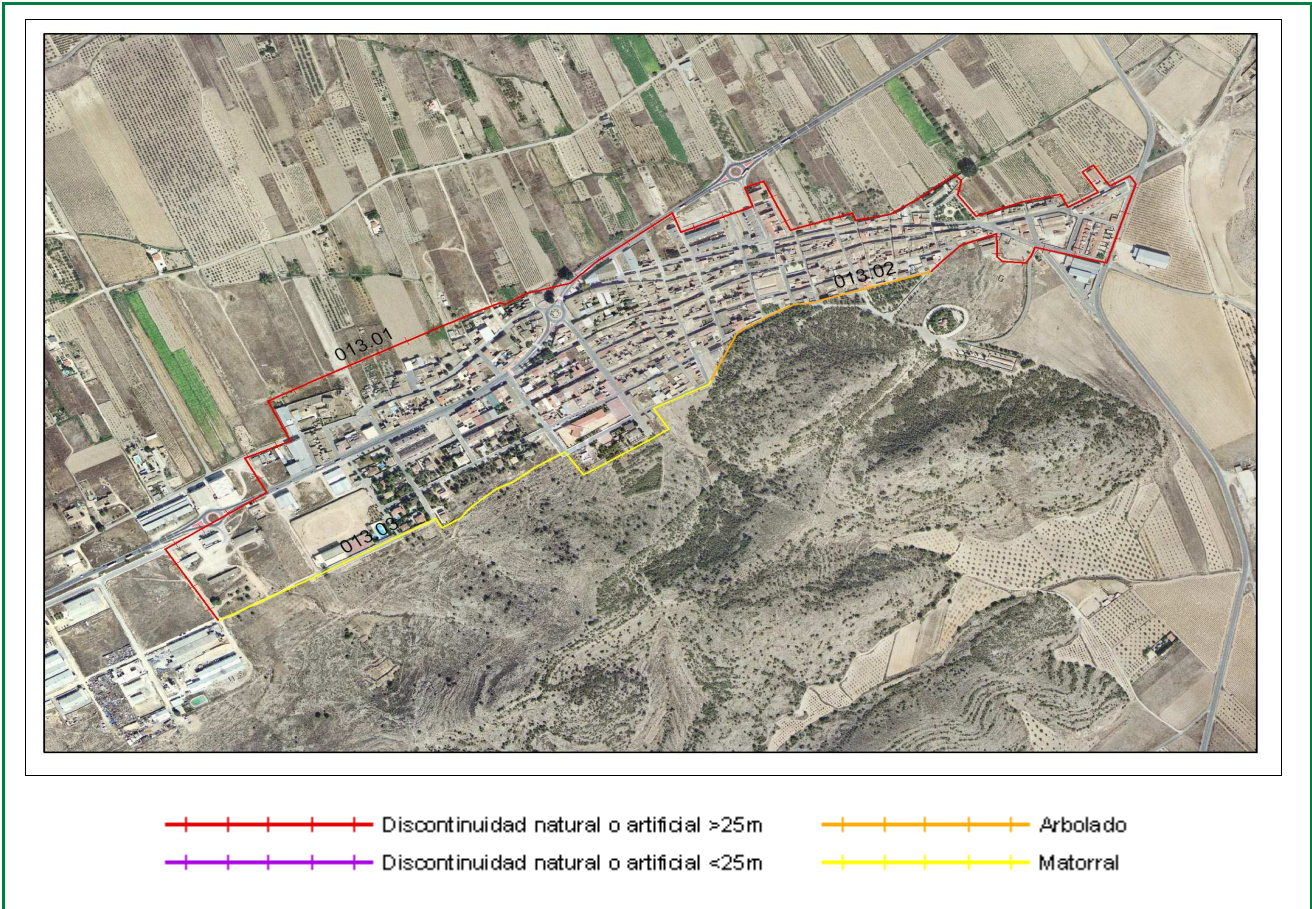 013.01
013.02
013.03
Discontinuidad natural o artificial >25m
Arbolado
Discontinuidad natural o artificial <25m
Matorral